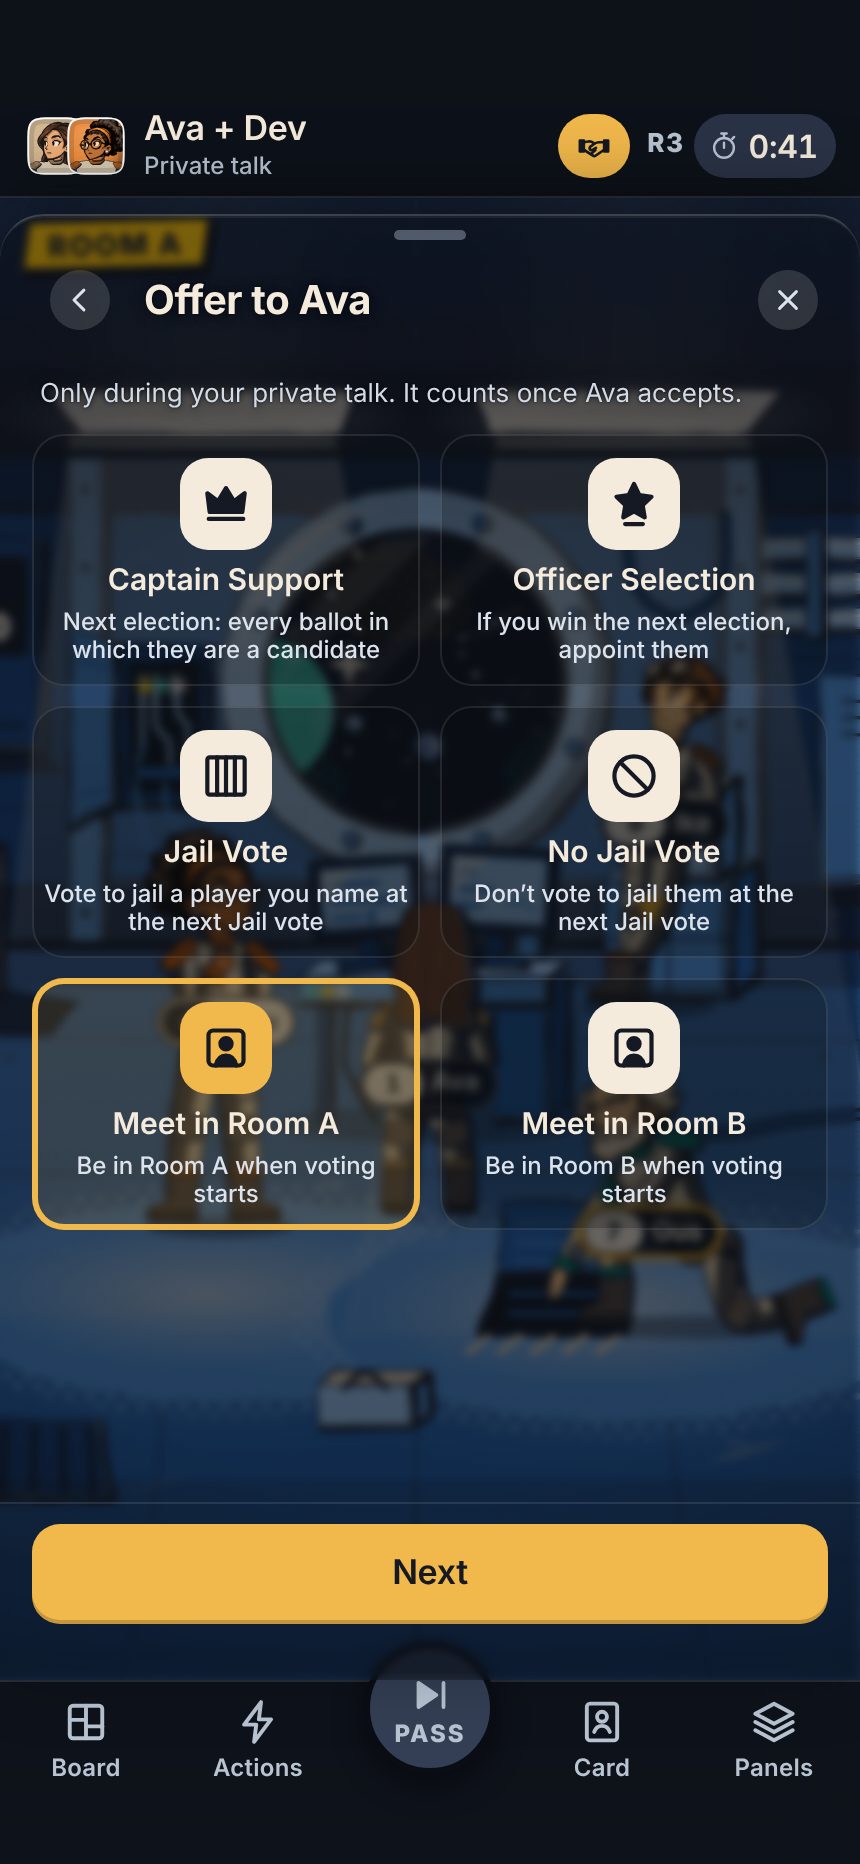 Ava + Dev
Private talk
R3
0:41
ROOM A
Offer to Ava
Only during your private talk. It counts once Ava accepts.
Captain Support
Next election: every ballot in
which they are a candidate
Officer Selection
If you win the next election,
appoint them
Jail Vote
Vote to jail a player you name at
the next Jail vote
No Jail Vote
Don’t vote to jail them at the
next Jail vote
Meet in Room A
Be in Room A when voting
starts
Meet in Room B
Be in Room B when voting
starts
Ava
Gus
Next
Board
Actions
PASS
Card
Panels